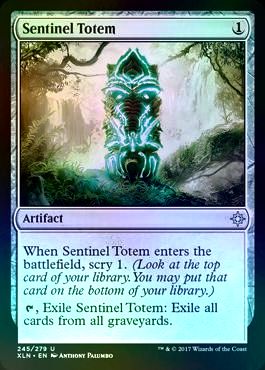 Sentinel Totem 1
Artifact
When Sentinel Totem enters the
battlefield, scry 1. (Look at the top
card of your library. You may put that
card on the bottom of your library.)
, Exile Sentinel Totem: Exile all
cards from all graveyards.
245/279 U
XLN • EN Anthony Palumbo
™ & © 2017 Wizards of the Coast